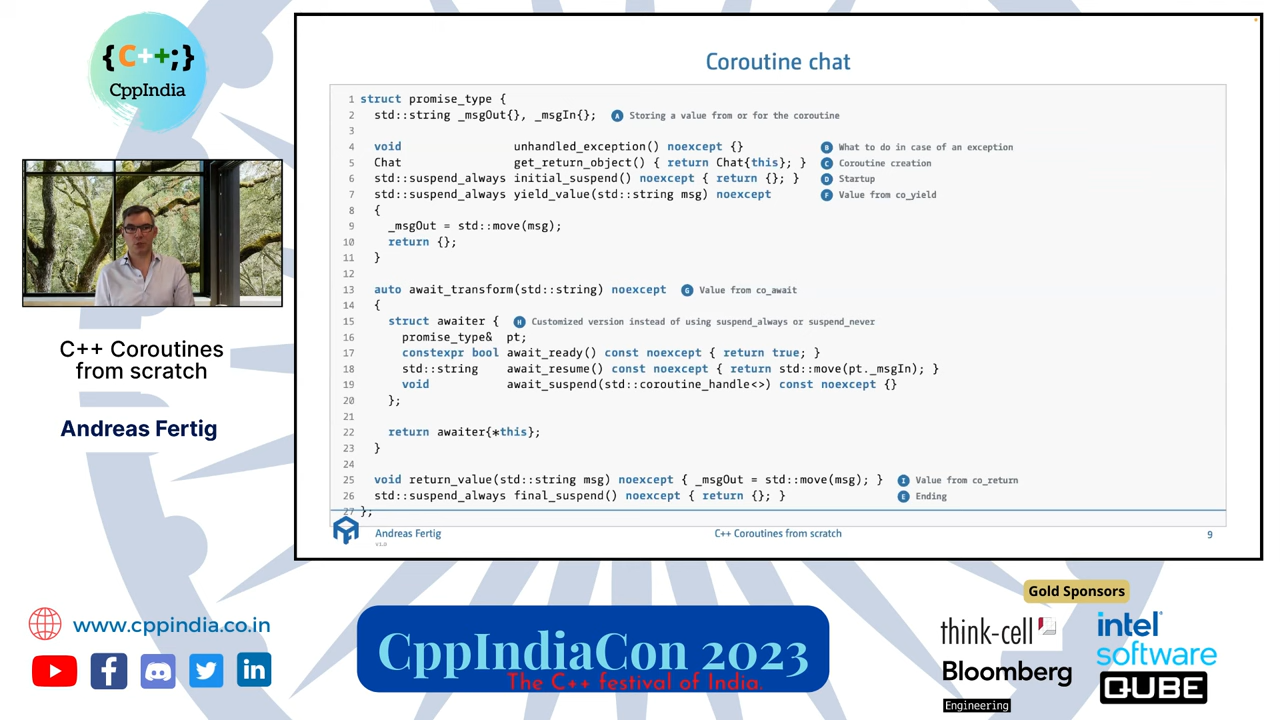 {C++;}
CppIndia
C++ Coroutines
from scratch
Andreas Fertig
Coroutine chat
1 struct promise_type {
2 std::string _msgOut{}, _msgIn{}; A Storing a value from or for the coroutine
3
4 void unhandled_exception() noexcept {} B What to do in case of an exception
5 Chat get_return_object() { return Chat{this}; } C Coroutine creation
6 std::suspend_always initial_suspend() noexcept { return {}; } D Startup
7 std::suspend_always yield_value(std::string msg) noexcept F Value from co_yield
8 {
9 _msgOut = std::move(msg);
10 return {};
11 }
12
13 auto await_transform(std::string) noexcept G Value from co_await
14 {
15 struct awaiter { H Customized version instead of using suspend_always or suspend_never
16 promise_type& pt;
17 constexpr bool await_ready() const noexcept { return true; }
18 std::string await_resume() const noexcept { return std::move(pt._msgIn); }
19 void await_suspend(std::coroutine_handle<>) const noexcept {}
20 };
21
22 return awaiter{*this};
23 }
24
25 void return_value(std::string msg) noexcept { _msgOut = std::move(msg); } I Value from co_return
26 std::suspend_always final_suspend() noexcept { return {}; } E Ending
27 };
Andreas Fertig
v1.0
C++ Coroutines from scratch
9
www.cppindia.co.in
CppIndiaCon 2023
The C++ festival of India.
Gold Sponsors
think-cell
intel
software
Bloomberg
Engineering
QUBE